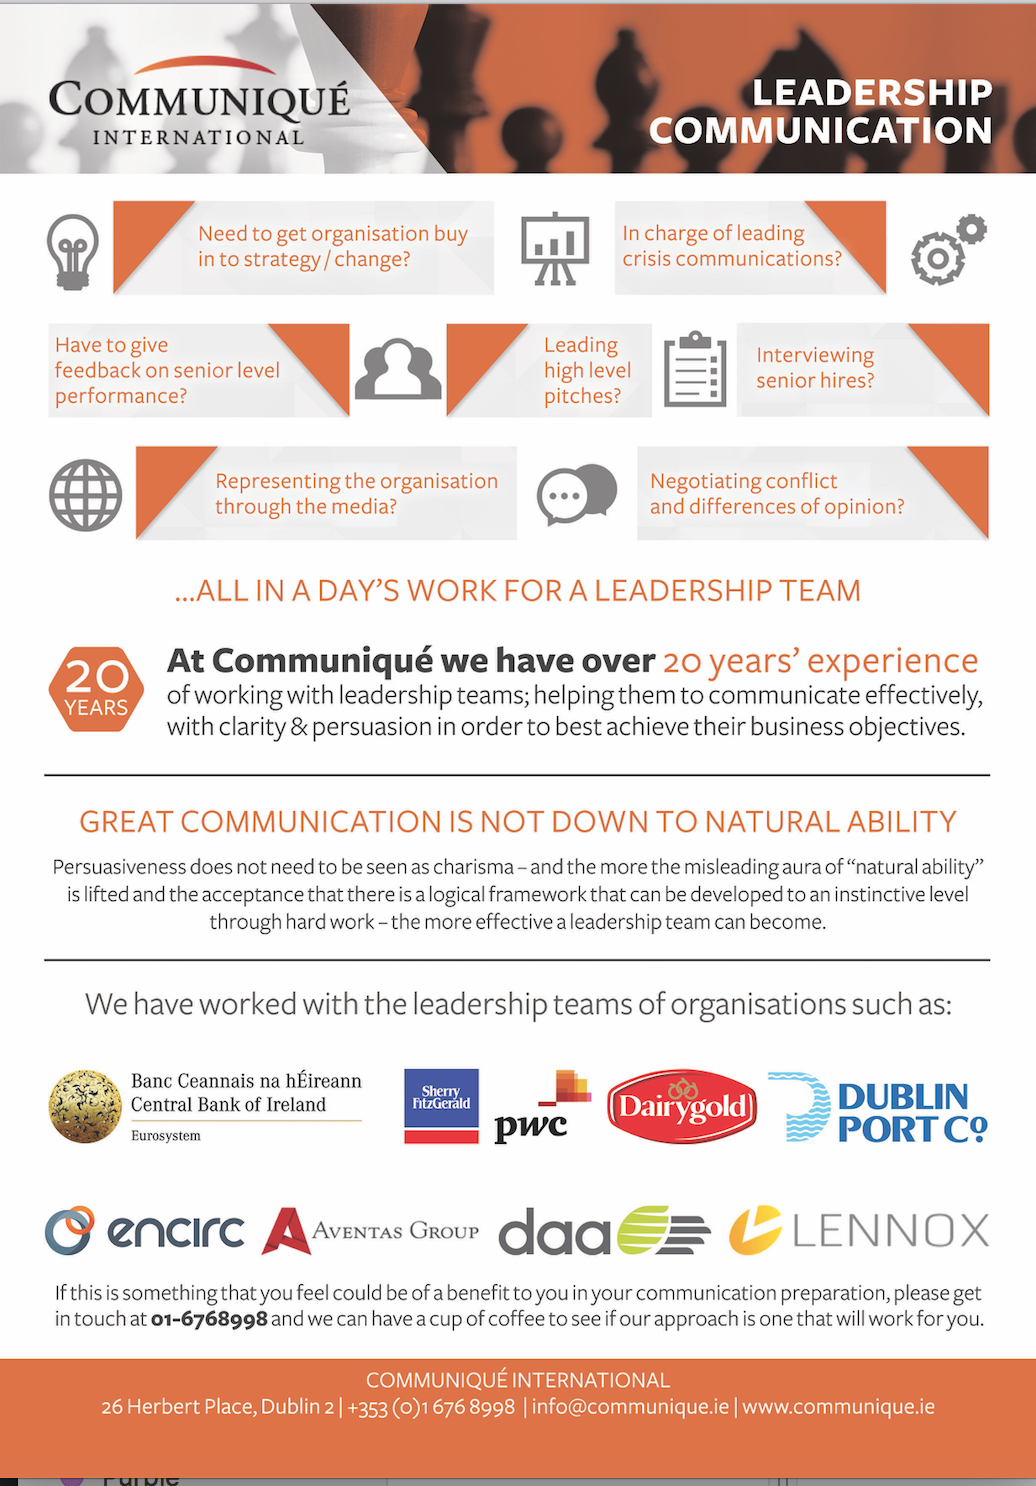 COMMUNIQUÉ
INTERNATIONAL
LEADERSHIP
COMMUNICATION
Need to get organisation buy
in to strategy / change?
In charge of leading
crisis communications?
Have to give
feedback on senior level
performance?
Leading
high level
pitches?
Interviewing
senior hires?
Representing the organisation
through the media?
Negotiating conflict
and differences of opinion?
...ALL IN A DAY'S WORK FOR A LEADERSHIP TEAM
20
YEARS
At Communiqué we have over 20 years' experience
of working with leadership teams; helping them to communicate effectively,
with clarity & persuasion in order to best achieve their business objectives.
GREAT COMMUNICATION IS NOT DOWN TO NATURAL ABILITY
Persuasiveness does not need to be seen as charisma – and the more the misleading aura of “natural ability”
is lifted and the acceptance that there is a logical framework that can be developed to an instinctive level
through hard work – the more effective a leadership team can become.
We have worked with the leadership teams of organisations such as:
Banc Ceannais na hÉireann
Central Bank of Ireland
Eurosystem
Sherry
FitzGerald
pwc
Dairygold
DUBLIN
PORT Co.
encirc
AVENTAS GROUP
daa
LENNOX
If this is something that you feel could be of a benefit to you in your communication preparation, please get
in touch at 01-6768998 and we can have a cup of coffee to see if our approach is one that will work for you.
COMMUNIQUÉ INTERNATIONAL
26 Herbert Place, Dublin 2 | +353 (0)1 676 8998 | info@communique.ie | www.communique.ie
Purple